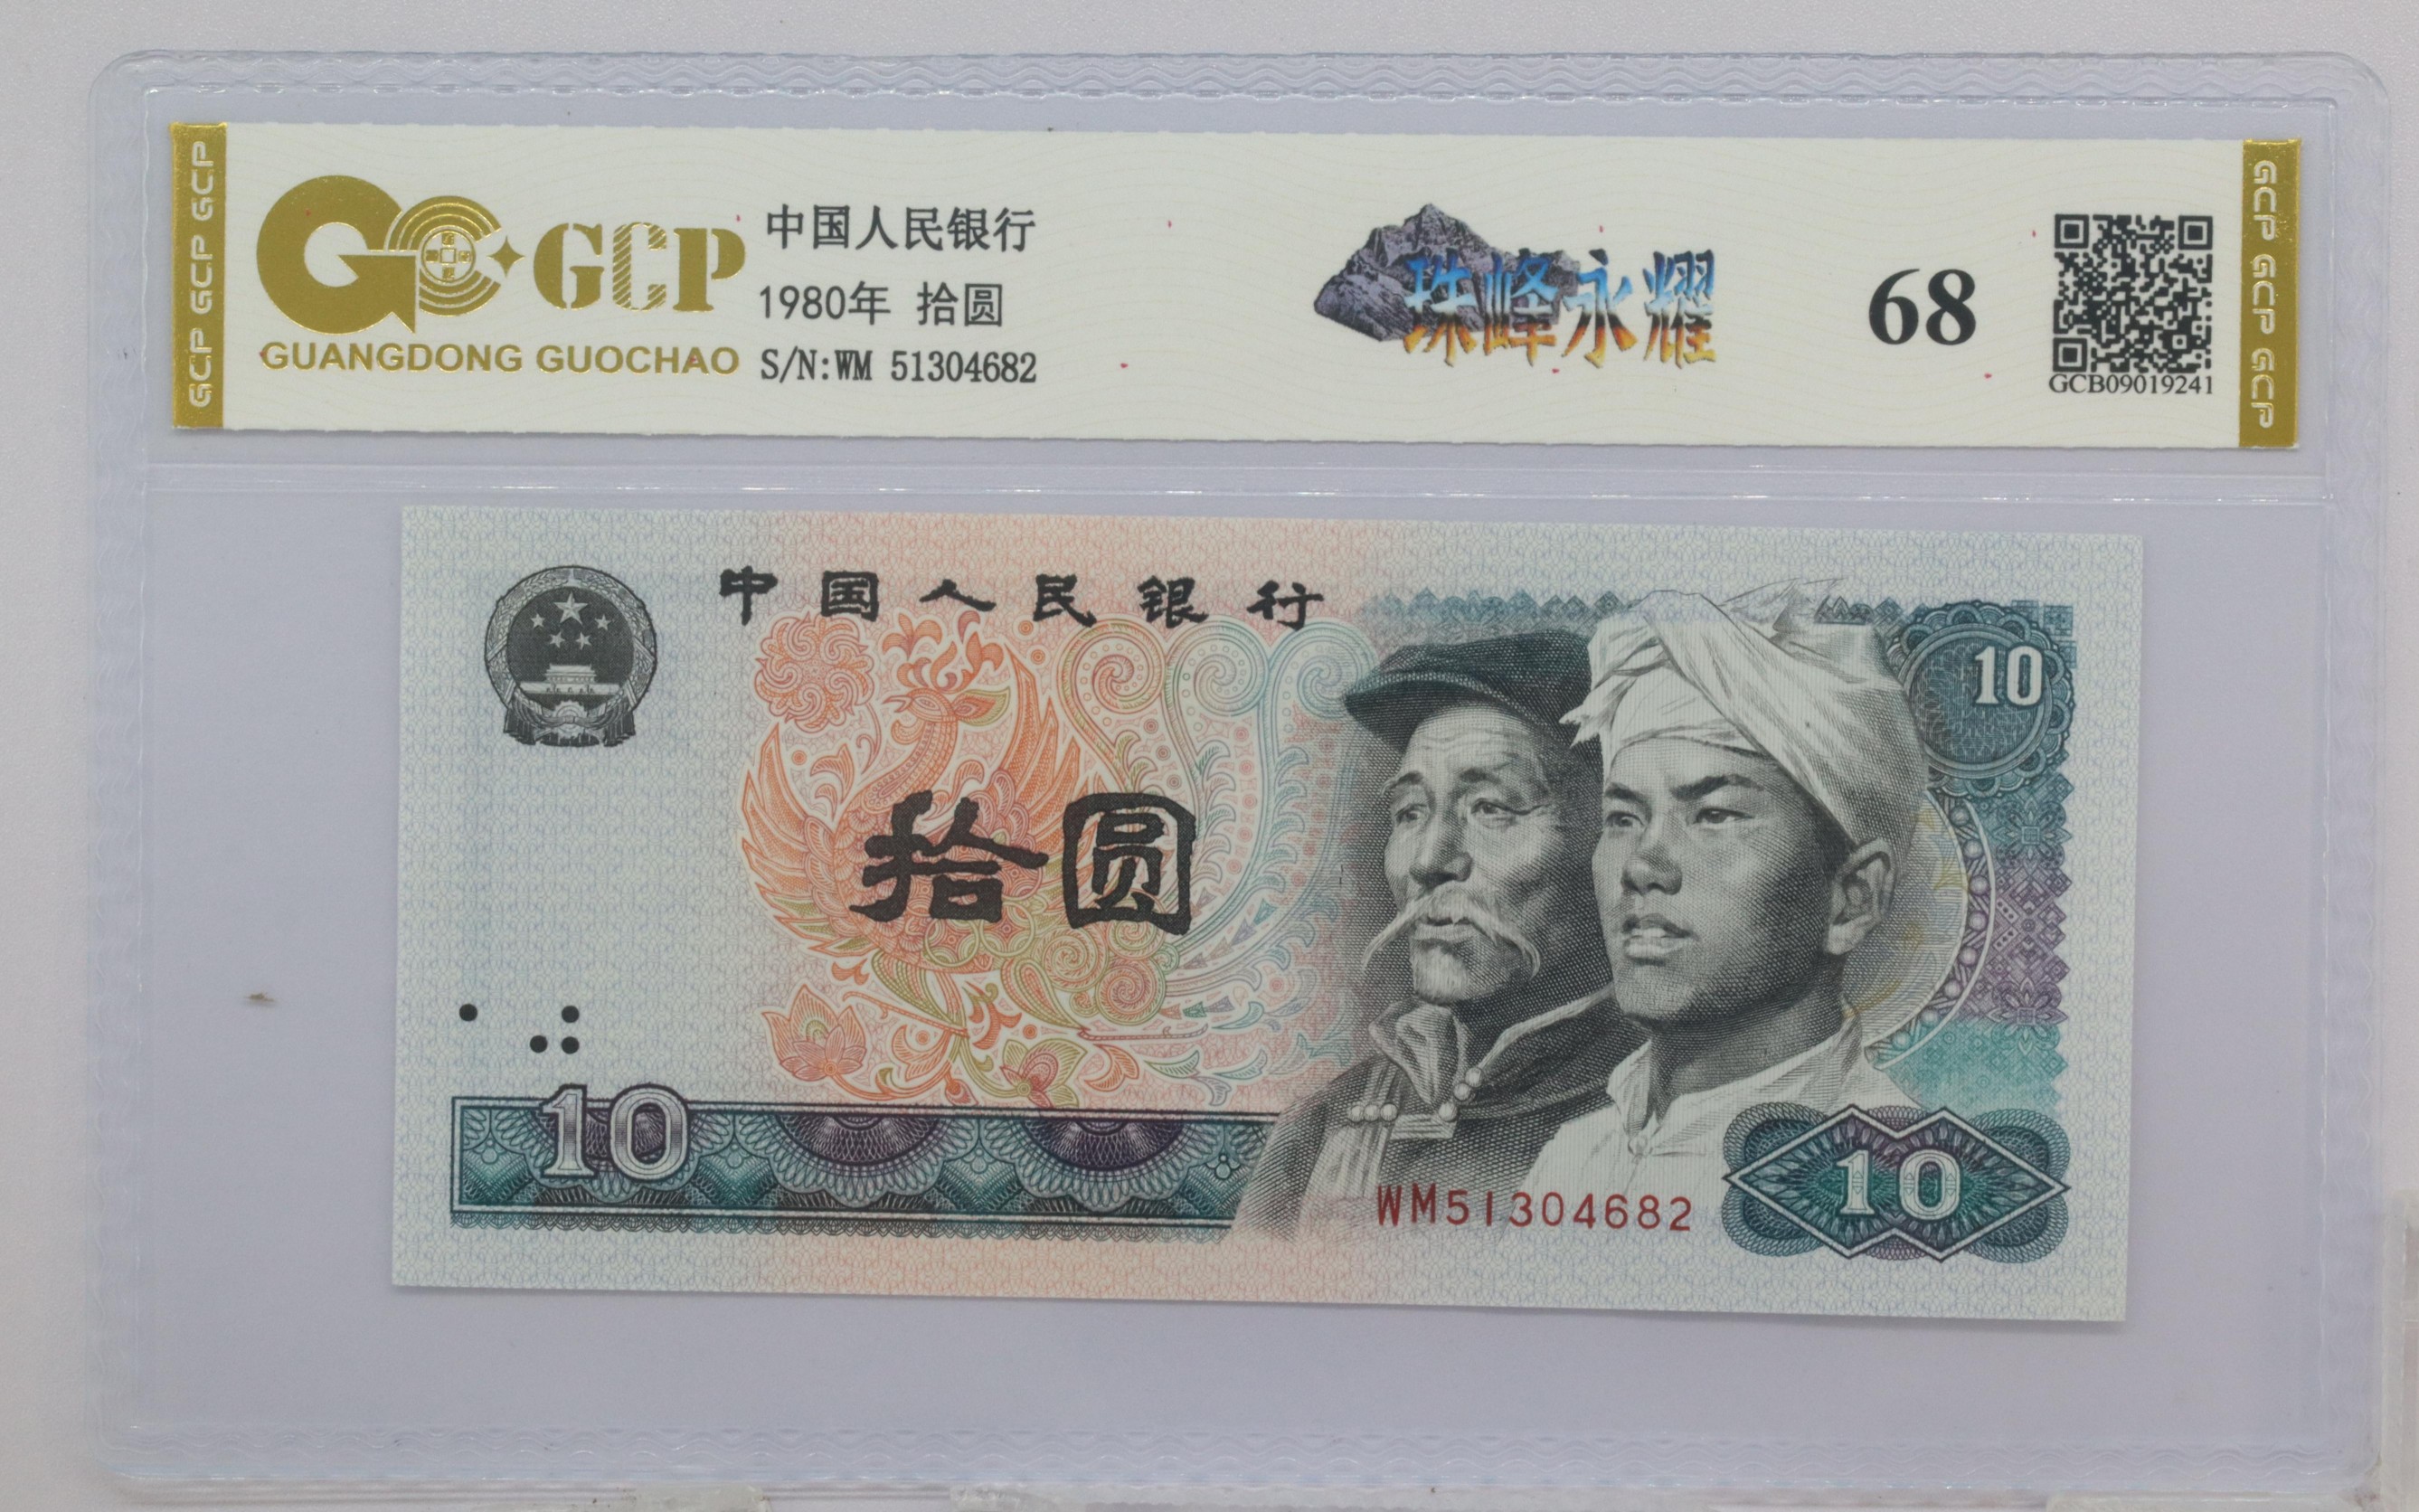 GCP GCP GCP
GCP
GUANGDONG GUOCHAO
中国人民银行
1980年 拾圆
S/N:WM 51304682
珠峰永耀
68
GCB09019241
GCP GCP GCP
中国人民银行
10
拾圆
10
WM51304682
10